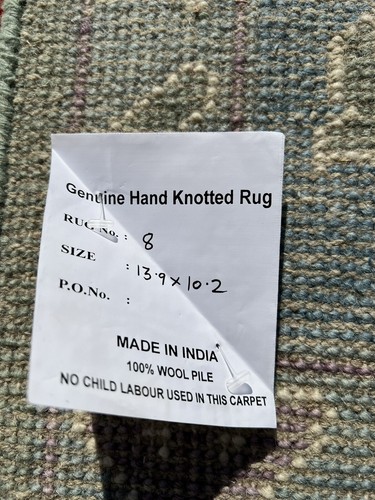 Genuine Hand Knotted Rug
RUG No. : 8
SIZE : 13.9 x 10.2
P.O.No. :
MADE IN INDIA
100% WOOL PILE
NO CHILD LABOUR USED IN THIS CARPET